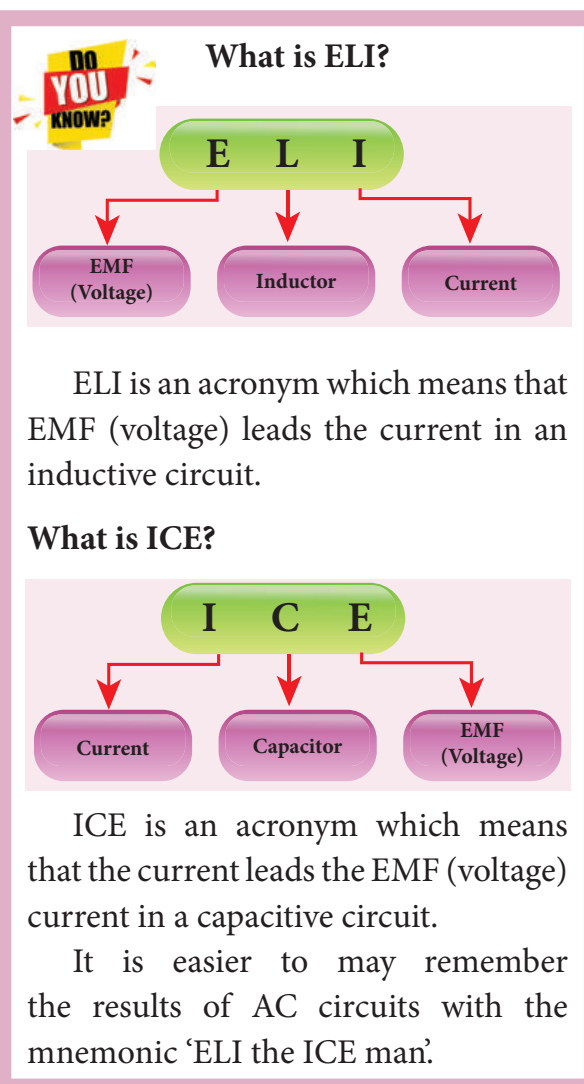 DO
YOU
KNOW?
What is ELI?
E L I
EMF
(Voltage)
Inductor
Current
ELI is an acronym which means that
EMF (voltage) leads the current in an
inductive circuit.
What is ICE?
I C E
Current
Capacitor
EMF
(Voltage)
ICE is an acronym which means
that the current leads the EMF (voltage)
current in a capacitive circuit.
It is easier to may remember
the results of AC circuits with the
mnemonic ‘ELI the ICE man’.